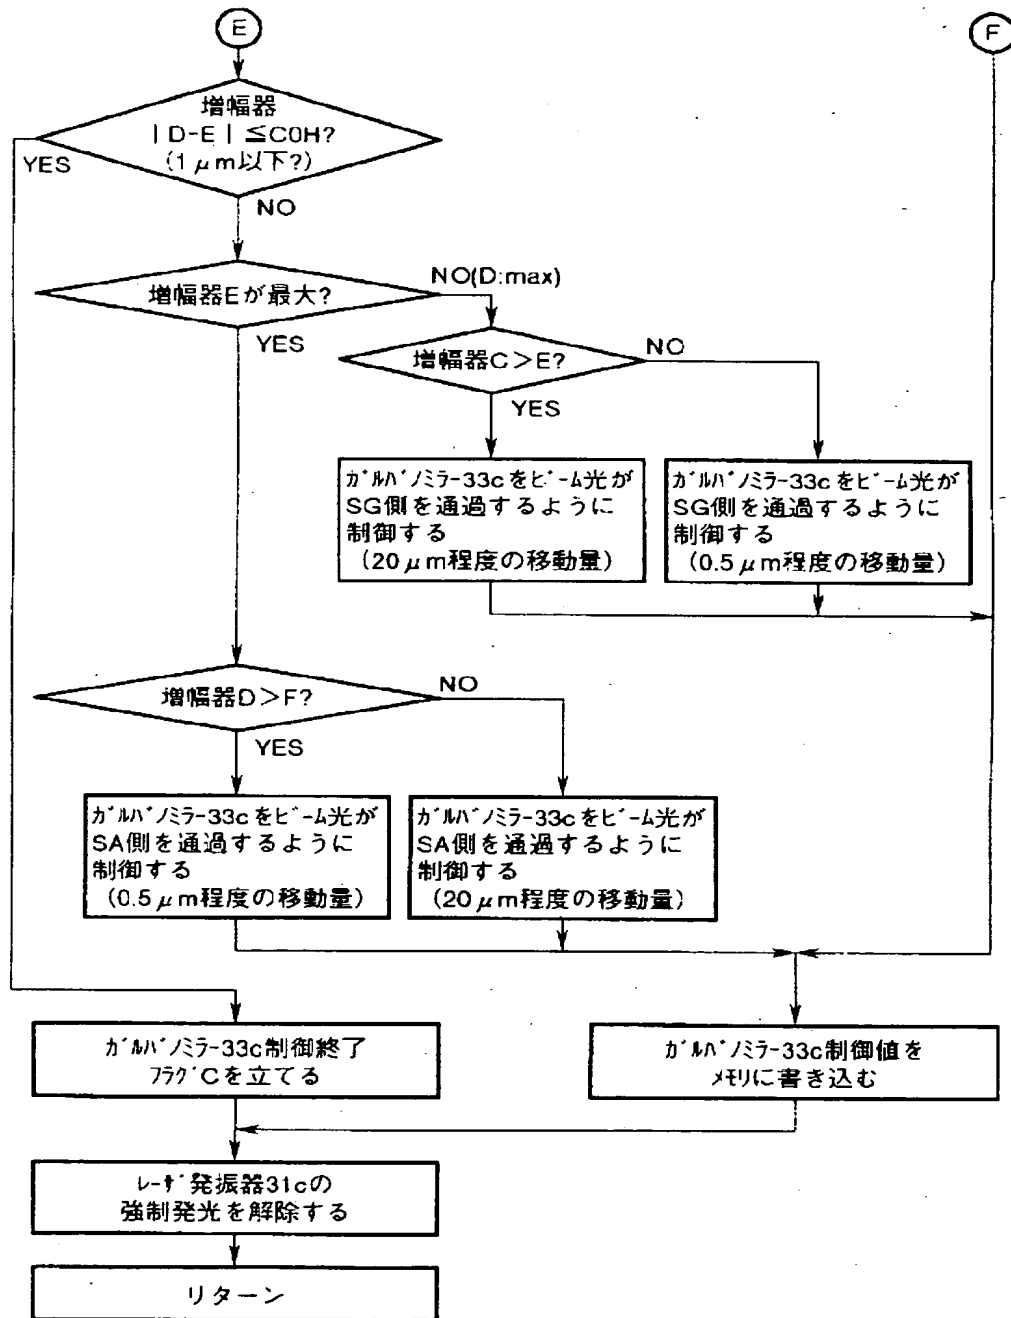 E
F
増幅器
|D-E|≦C0H?
(1μm以下?)
YES
NO
増幅器Eが最大?
NO(D:max)
YES
増幅器C>E?
NO
YES
ガルバノミラー33cをビーム光が
SG側を通過するように
制御する
(20μm程度の移動量)
ガルバノミラー33cをビーム光が
SG側を通過するように
制御する
(0.5μm程度の移動量)
増幅器D>F?
NO
YES
ガルバノミラー33cをビーム光が
SA側を通過するように
制御する
(0.5μm程度の移動量)
ガルバノミラー33cをビーム光が
SA側を通過するように
制御する
(20μm程度の移動量)
ガルバノミラー33c制御終了
フラグCを立てる
ガルバノミラー33c制御値を
メモリに書き込む
レーザ発振器31cの
強制発光を解除する
リターン